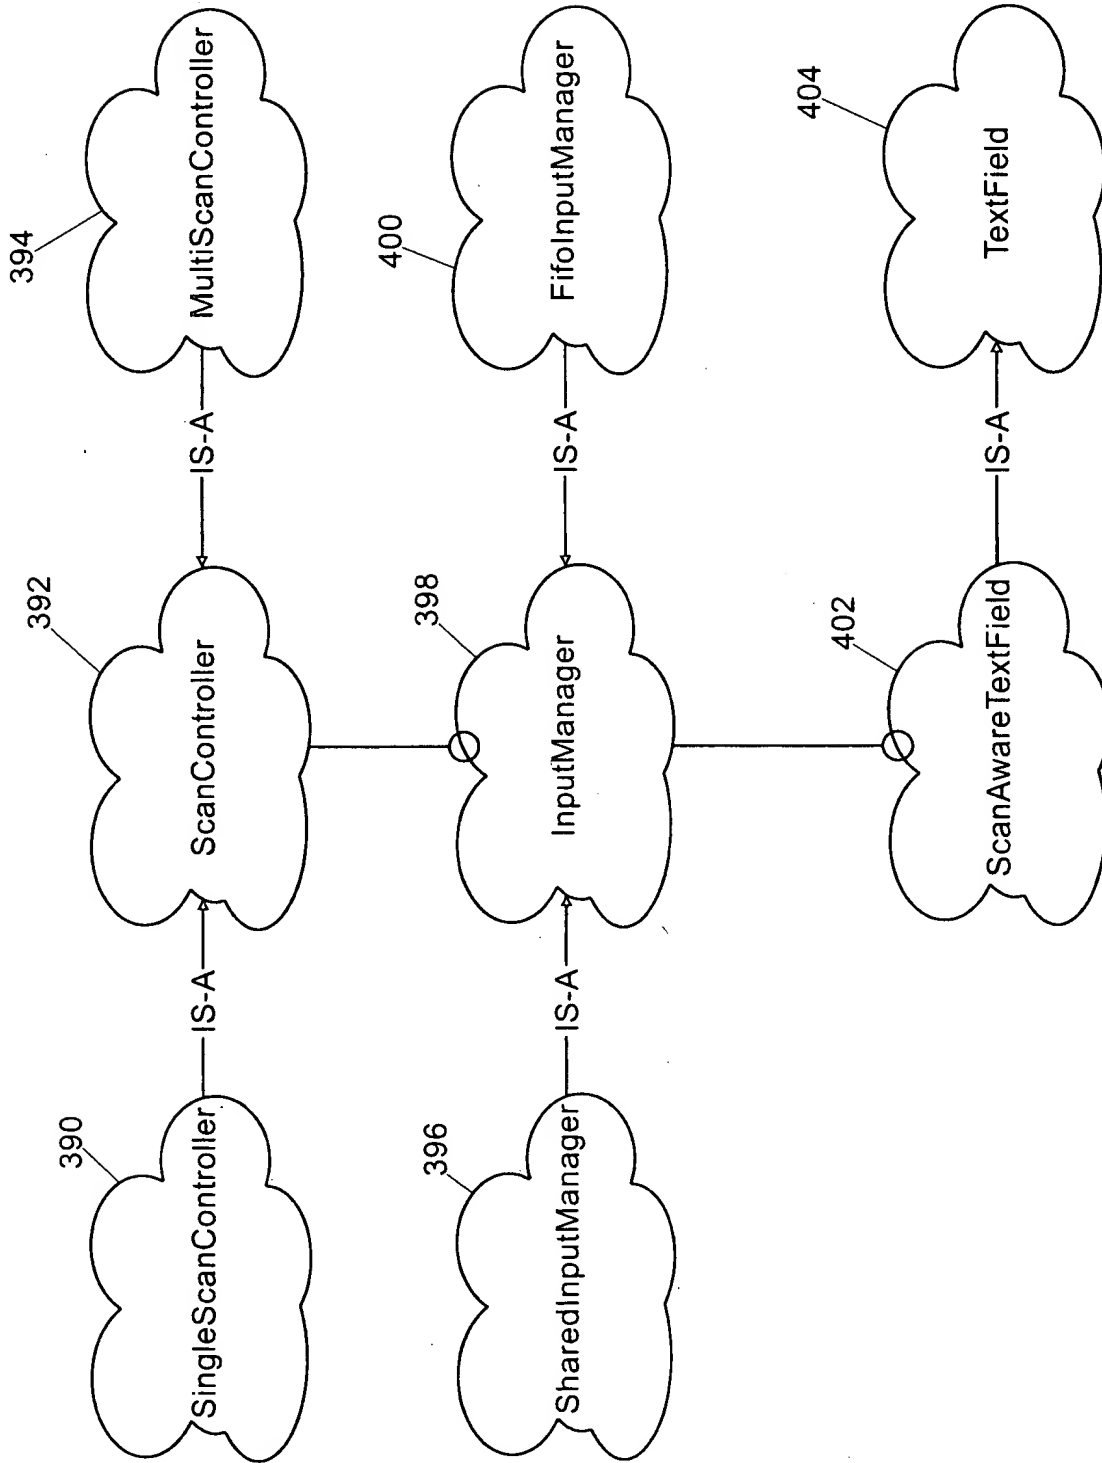 390
392
394
SingleScanController
IS-A
ScanController
IS-A
MultiScanController
396
398
400
SharedInputManager
IS-A
InputManager
IS-A
FifoInputManager
402
404
ScanAwareTextField
IS-A
TextField